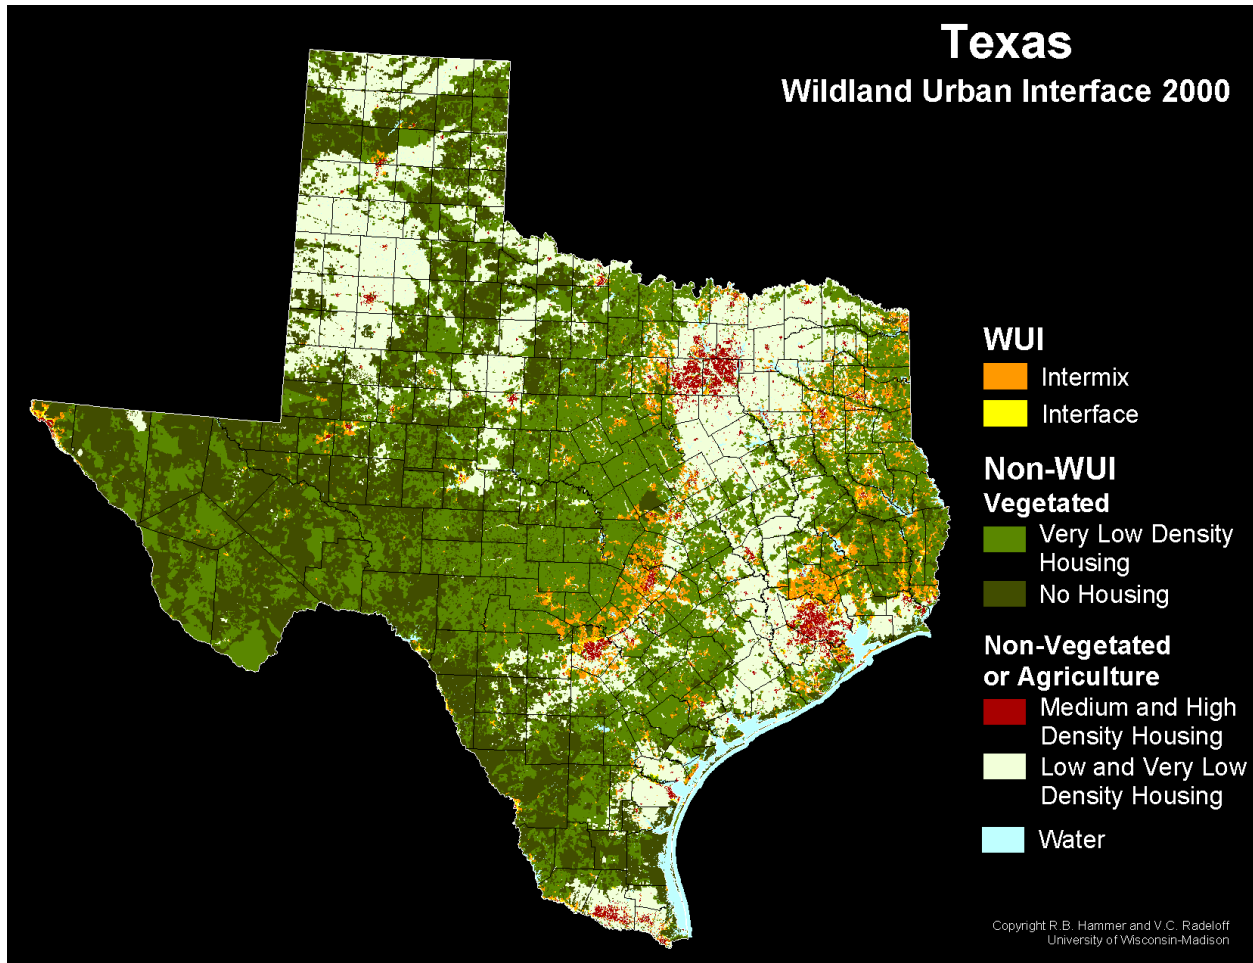 Texas
Wildland Urban Interface 2000
WUI
Intermix
Interface
Non-WUI
Vegetated
Very Low Density
Housing
No Housing
Non-Vegetated
or Agriculture
Medium and High
Density Housing
Low and Very Low
Density Housing
Water
Copyright R.B. Hammer and V.C. Radeloff
University of Wisconsin-Madison